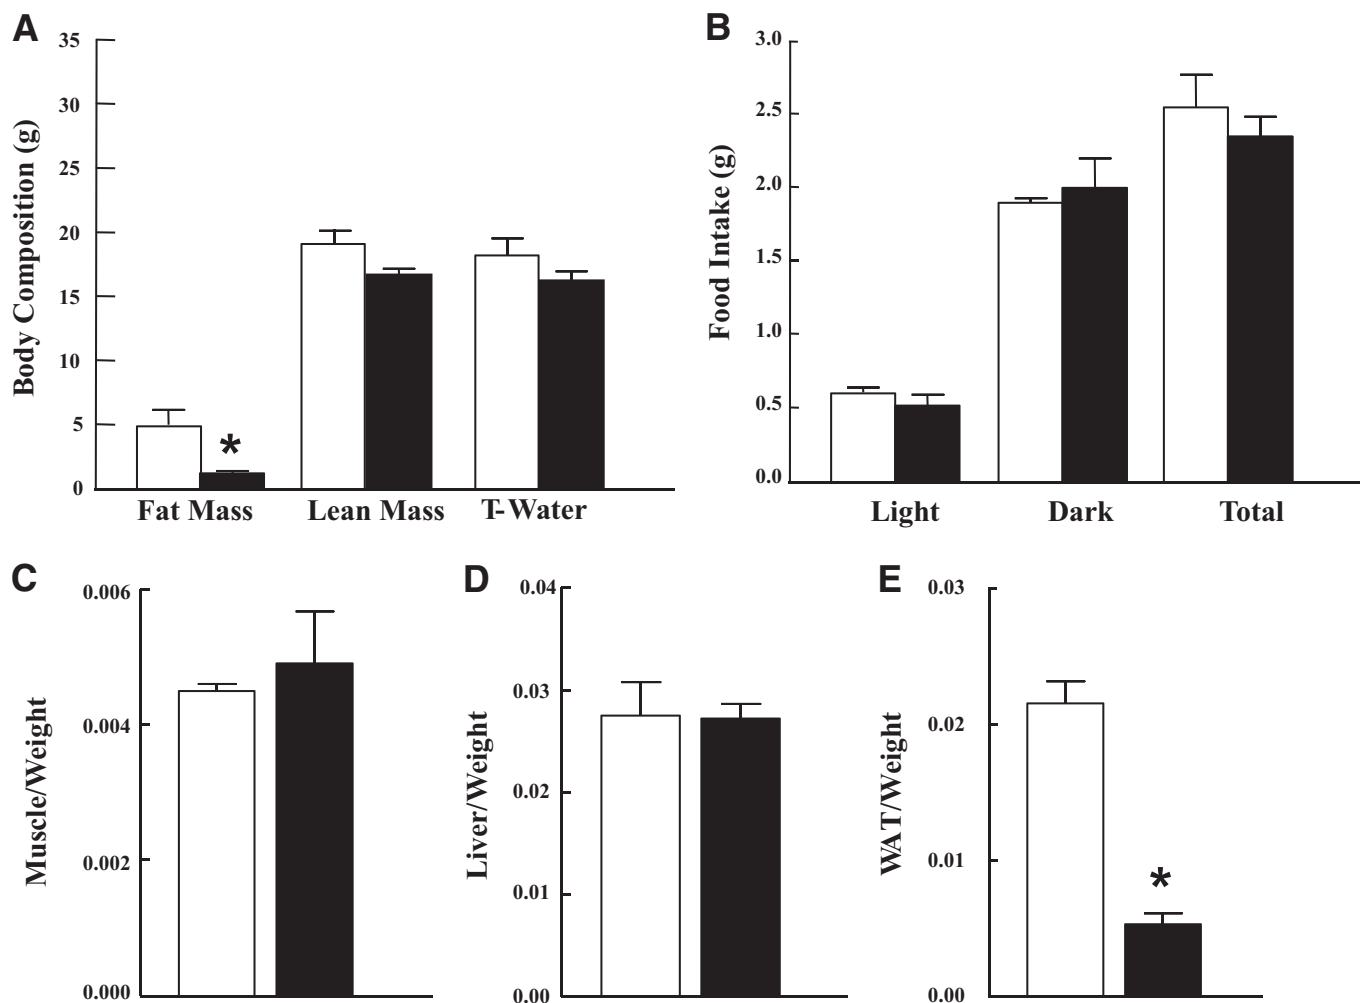 A
Body Composition (g)
35
30
25
20
15
10
5
0
*
Fat Mass
Lean Mass
T-Water
B
Food Intake (g)
3.0
2.5
2.0
1.5
1.0
0.5
0.0
Light
Dark
Total
C
Muscle/Weight
0.006
0.004
0.002
0.000
D
Liver/Weight
0.04
0.03
0.02
0.01
0.00
E
WAT/Weight
0.03
0.02
0.01
0.00
*